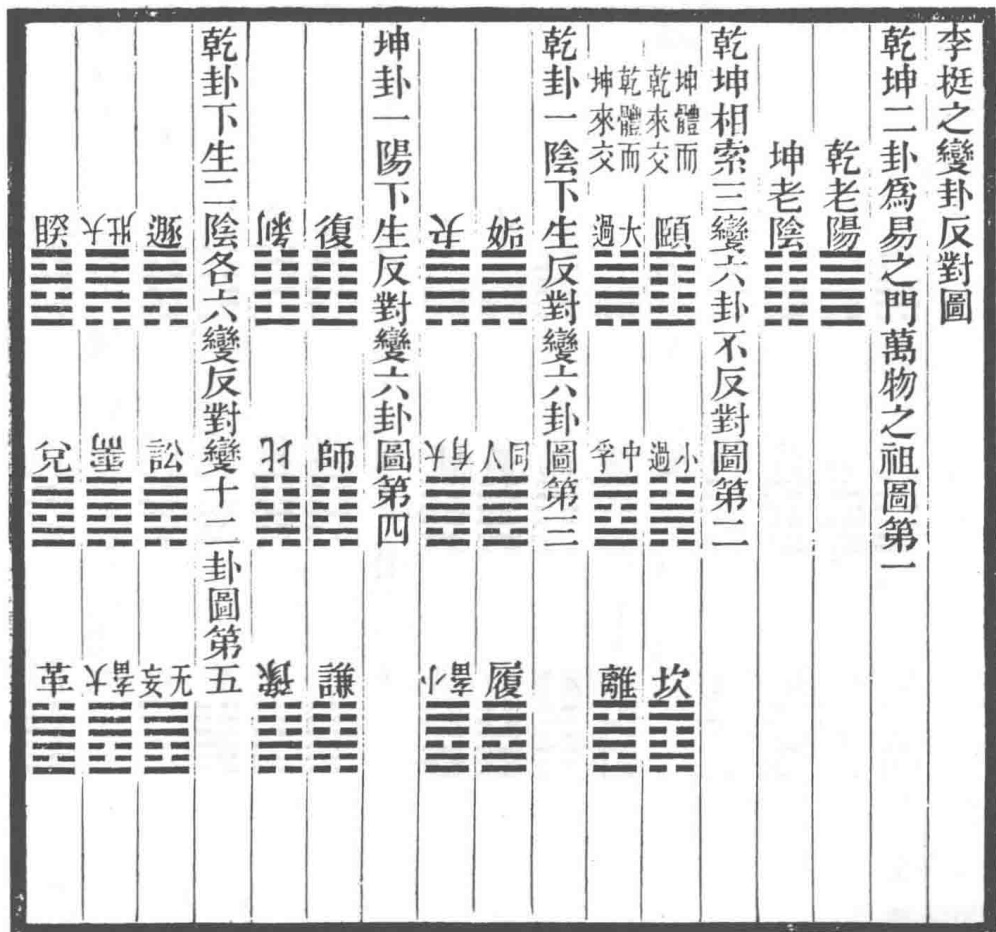 李挺之變卦反對圖
乾坤二卦爲易之門萬物之祖圖第一
乾老陽
坤老陰
乾坤相索三變六卦不反對圖第二
坤體而乾來交 頤 小過 坎
乾體而坤來交 大過 中孚 離
乾卦一陰下生反對變六卦圖第三
姤 同人 履
夬 大有 小畜
坤卦一陽下生反對變六卦圖第四
復 師 謙
剝 比 豫
乾卦下生二陰各六變反對變十二卦圖第五
遯 訟 无妄
大壯 需 大畜
睽 兌 革